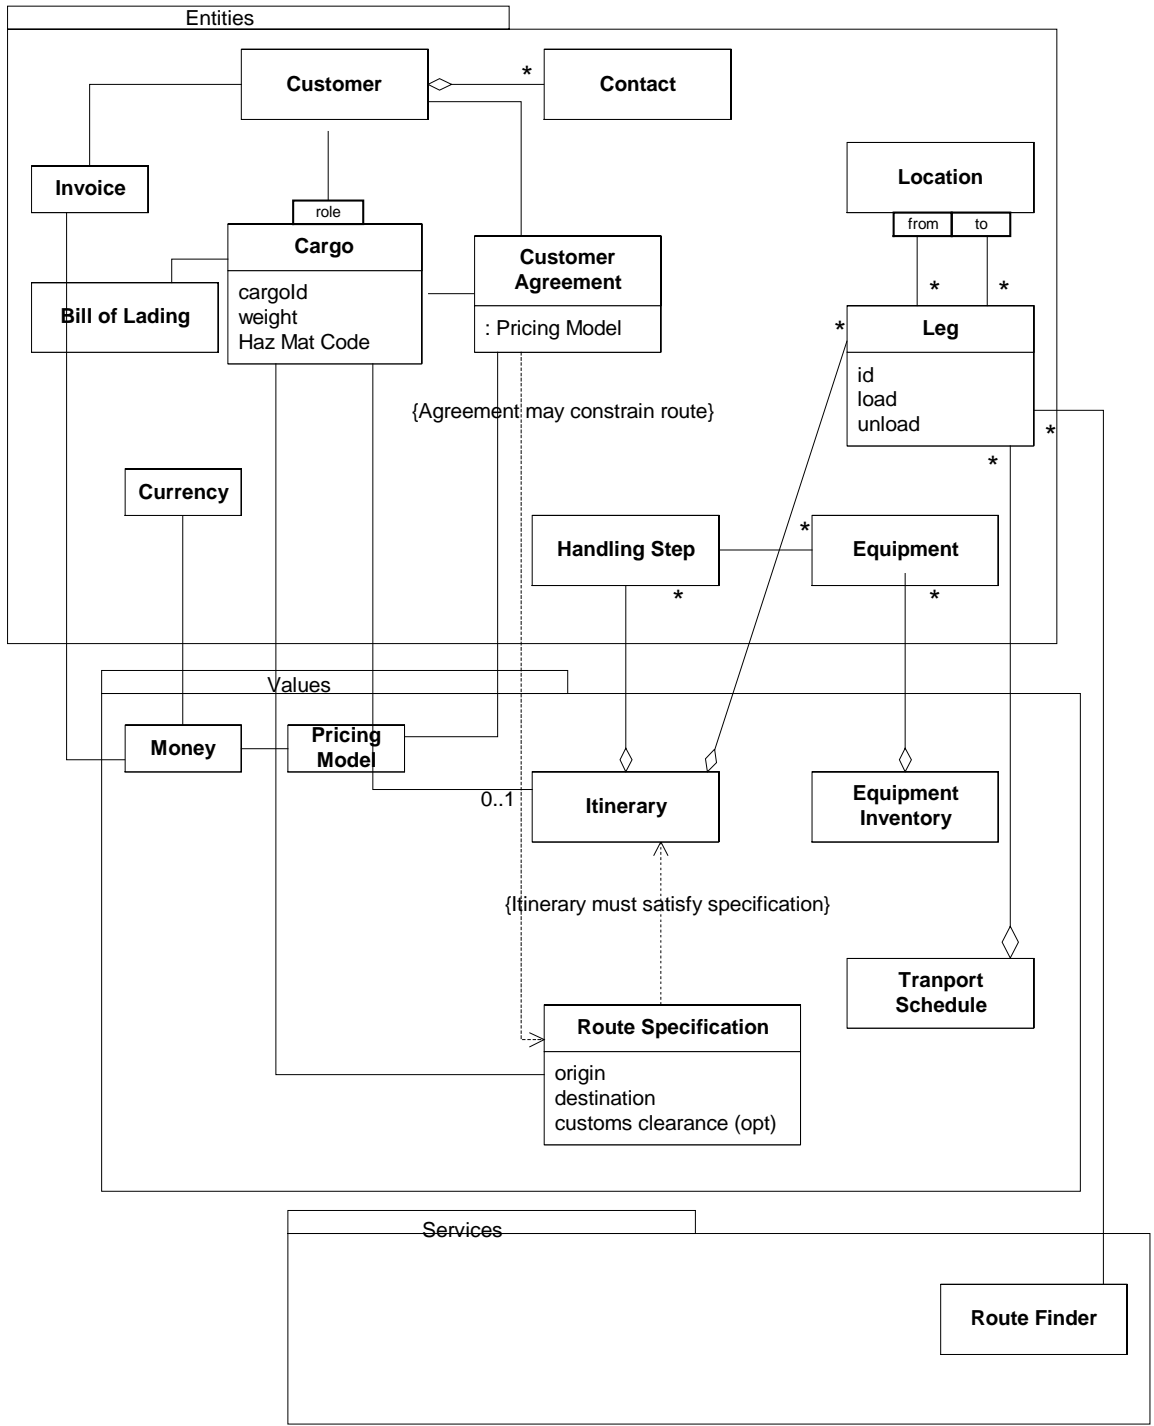 Entities
Customer
*
Contact
Invoice
Location
role
from
to
Cargo
Customer
Agreement
cargoId
weight
Haz Mat Code
Bill of Lading
: Pricing Model
*
*
*
Leg
id
load
unload
{Agreement may constrain route}
*
*
Currency
Handling Step
*
Equipment
*
*
Values
Money
Pricing
Model
0..1
Itinerary
Equipment
Inventory
{Itinerary must satisfy specification}
Tranport
Schedule
Route Specification
origin
destination
customs clearance (opt)
Services
Route Finder